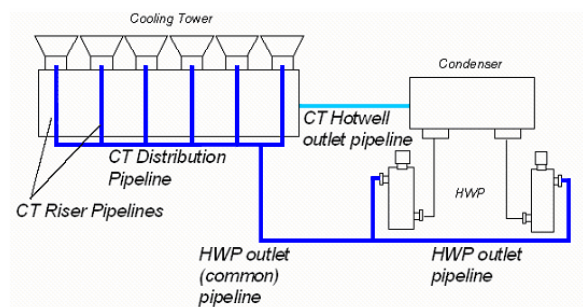 Cooling Tower
Condenser
CT Hotwell
outlet pipeline
CT Distribution
Pipeline
CT Riser Pipelines
HWP
HWP outlet
(common)
pipeline
HWP outlet
pipeline